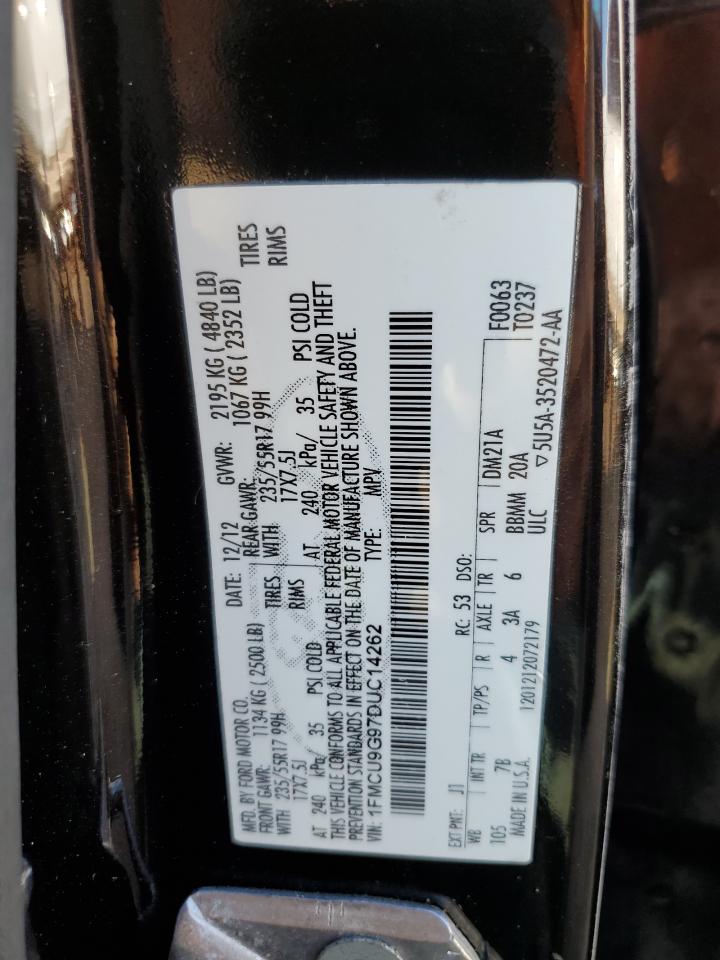 MFD. BY FORD MOTOR CO.
DATE: 12/12 GVWR: 2195 KG ( 4840 LB)
FRONT GAWR: 1134 KG ( 2500 LB) REAR GAWR: 1067 KG ( 2352 LB)
WITH 235/55R17 99H TIRES WITH 235/55R17 99H TIRES
17X7.5J RIMS 17X7.5J RIMS
AT 240 kPa/ 35 PSI COLD AT 240 kPa/ 35 PSI COLD
THIS VEHICLE CONFORMS TO ALL APPLICABLE FEDERAL MOTOR VEHICLE SAFETY AND THEFT
PREVENTION STANDARDS IN EFFECT ON THE DATE OF MANUFACTURE SHOWN ABOVE.
VIN: 1FMCU9G97DUC14262 TYPE: MPV
EXT PNT: J1 RC: 53 DSO: F0063
WB INT TR TP/PS R AXLE TR SPR DM21A T0237
105 7B 4 3A 6 BBMM 20A
MADE IN U.S.A. 1201212072179 ULC ▽5U5A-3520472-AA